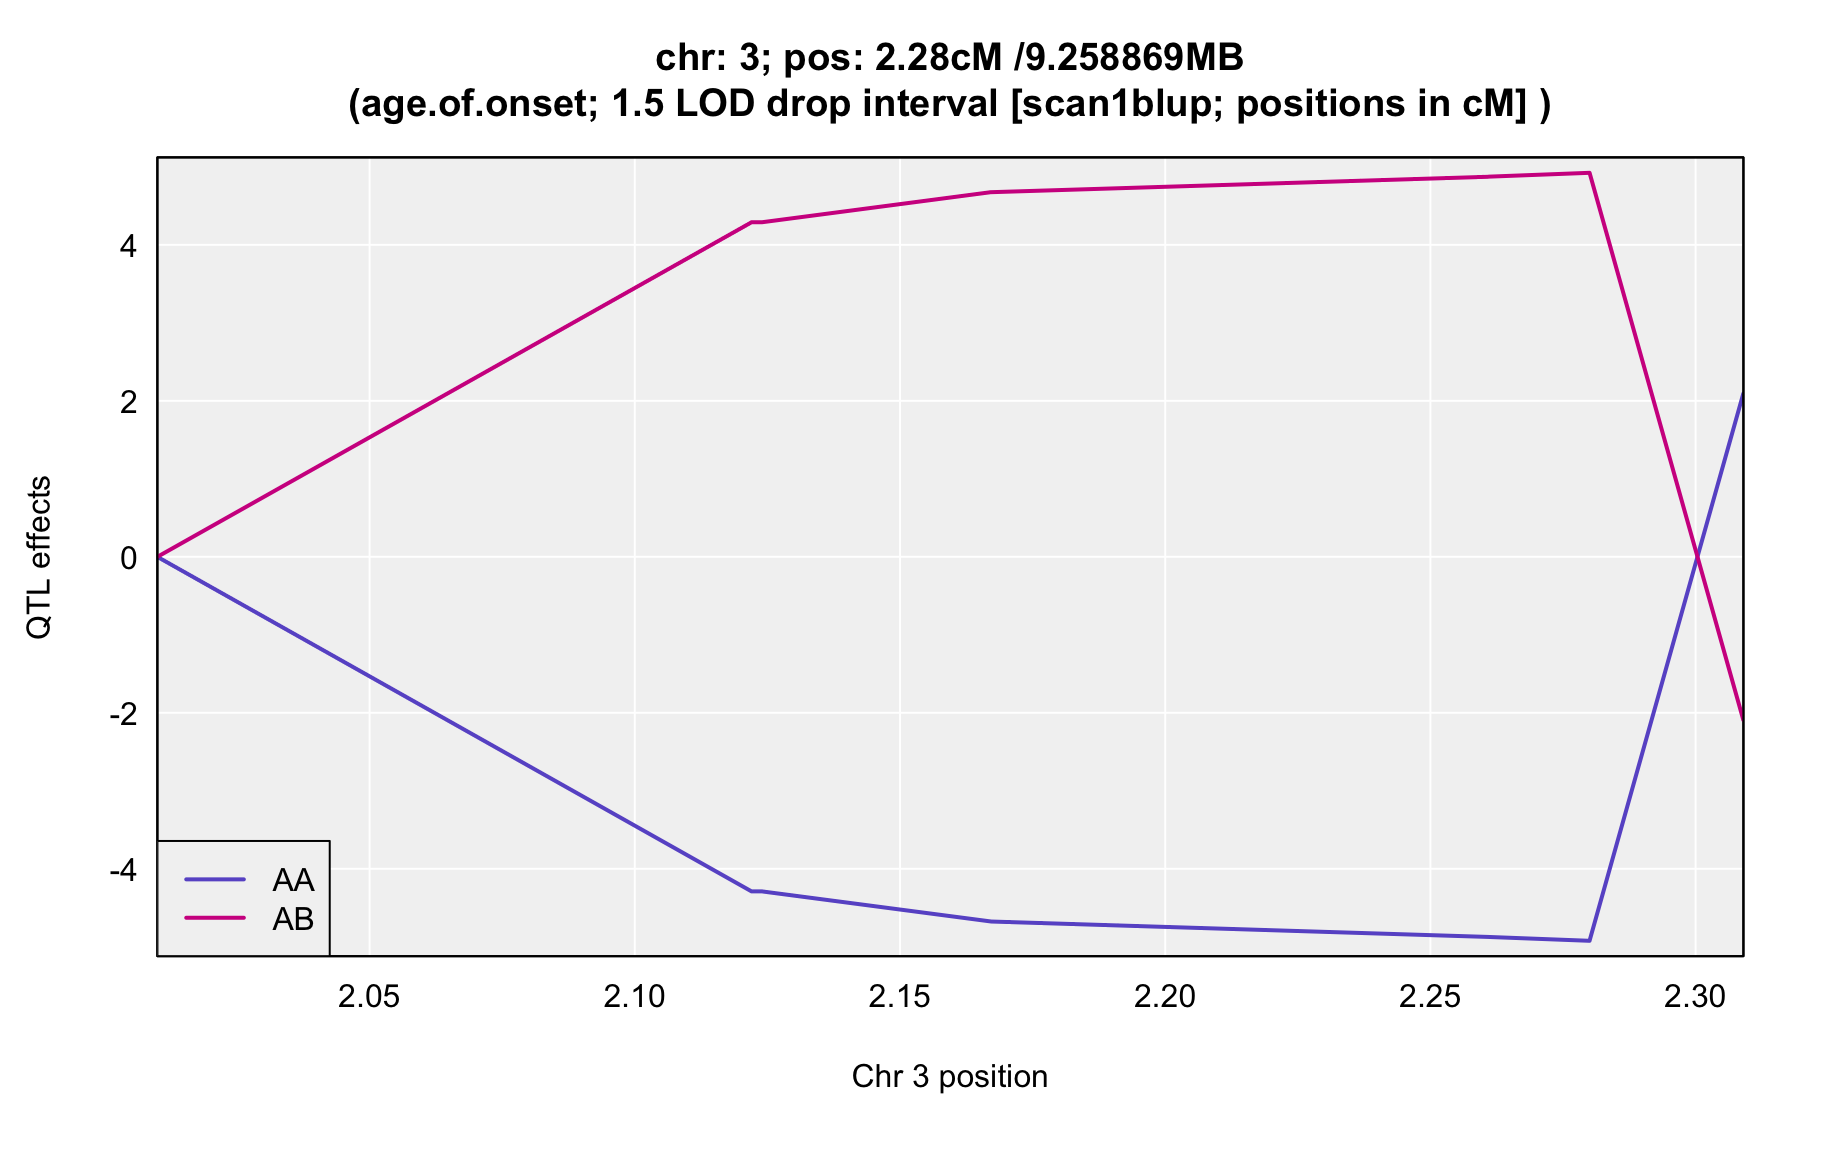 chr: 3; pos: 2.28cM /9.258869MB
(age.of.onset; 1.5 LOD drop interval [scan1blup; positions in cM] )
QTL effects
4
2
0
-2
-4
AA
AB
2.05 2.10 2.15 2.20 2.25 2.30
Chr 3 position